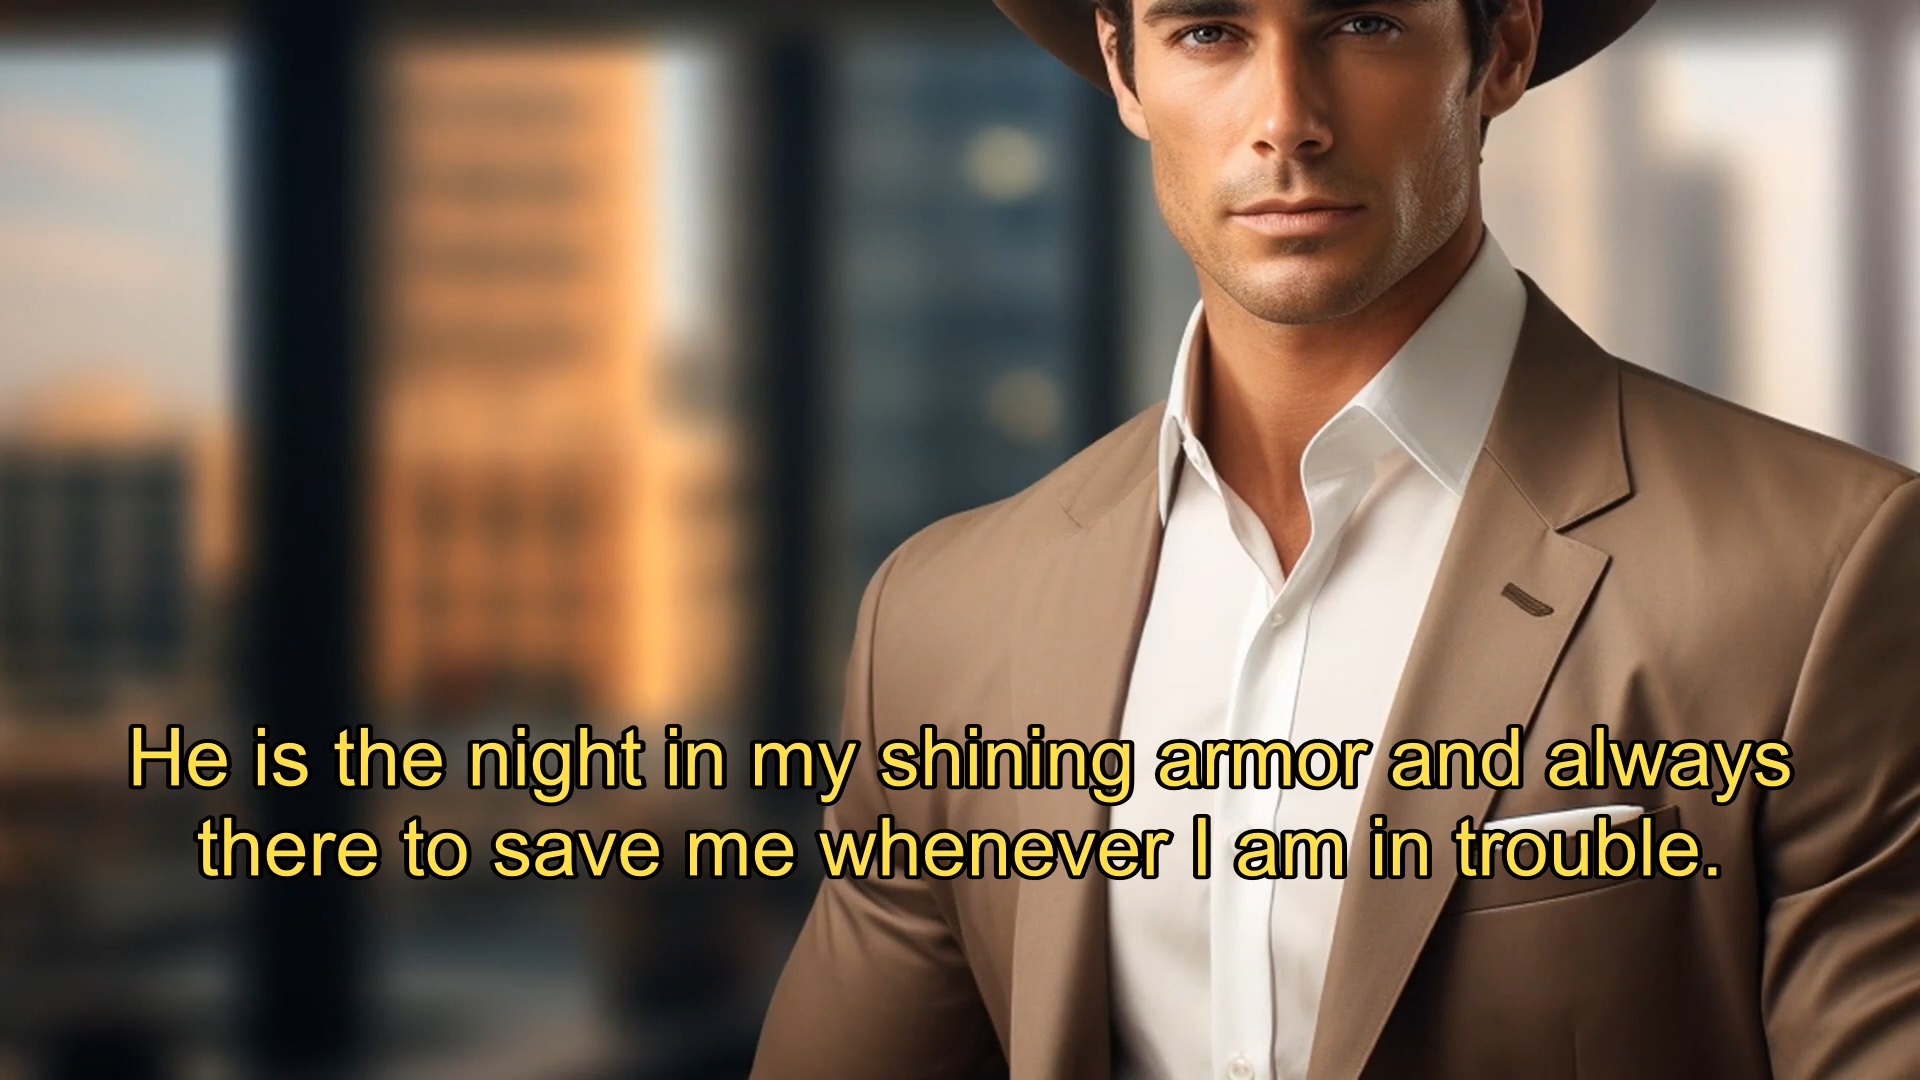 He is the night in my shining armor and always
there to save me whenever I am in trouble.